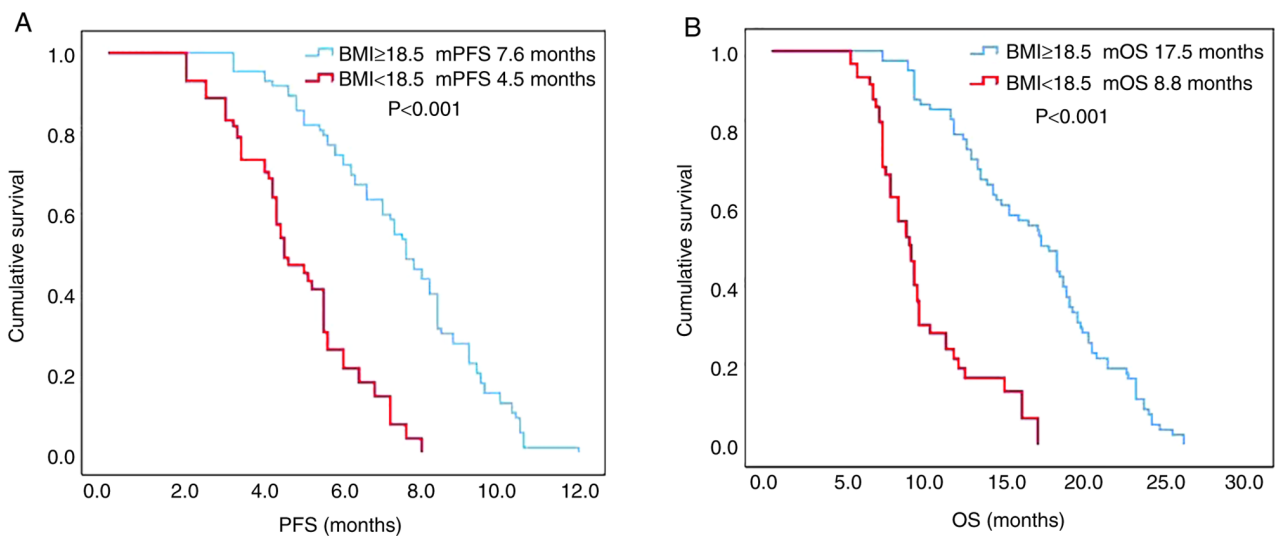 A
BMI≥18.5 mPFS 7.6 months
BMI<18.5 mPFS 4.5 months
P<0.001
Cumulative survival
1.0
0.8
0.6
0.4
0.2
0.0
0.0 2.0 4.0 6.0 8.0 10.0 12.0
PFS (months)
B
BMI≥18.5 mOS 17.5 months
BMI<18.5 mOS 8.8 months
P<0.001
Cumulative survival
1.0
0.8
0.6
0.4
0.2
0.0
0.0 5.0 10.0 15.0 20.0 25.0 30.0
OS (months)